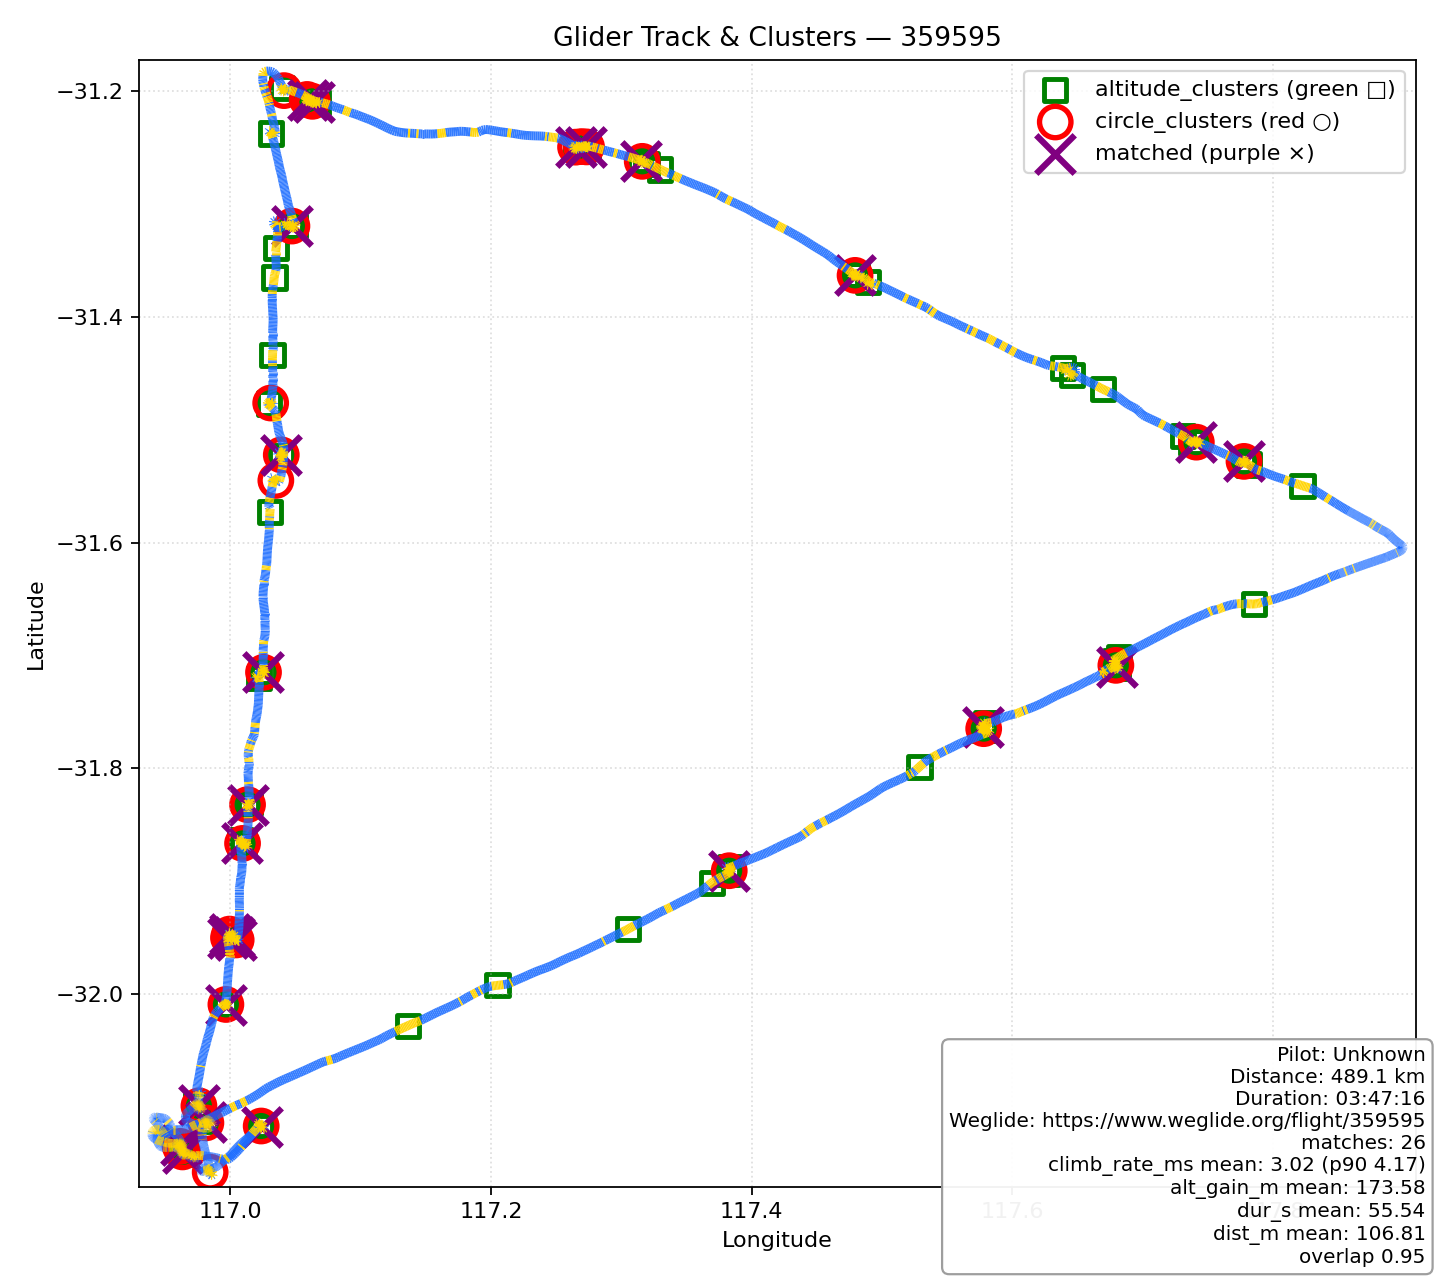 Glider Track & Clusters — 359595
altitude_clusters (green □)
circle_clusters (red ○)
matched (purple ×)
−31.2
−31.4
−31.6
−31.8
−32.0
Latitude
117.0
117.2
117.4
117.6
Longitude
Pilot: Unknown
Distance: 489.1 km
Duration: 03:47:16
Weglide: https://www.weglide.org/flight/359595
matches: 26
climb_rate_ms mean: 3.02 (p90 4.17)
alt_gain_m mean: 173.58
dur_s mean: 55.54
dist_m mean: 106.81
overlap 0.95